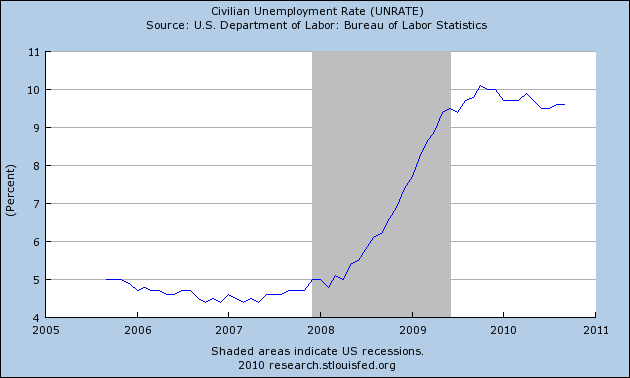 Civilian Unemployment Rate (UNRATE)
Source: U.S. Department of Labor: Bureau of Labor Statistics
11
10
9
8
7
6
5
4
(Percent)
2005 2006 2007 2008 2009 2010 2011
Shaded areas indicate US recessions.
2010 research.stlouisfed.org